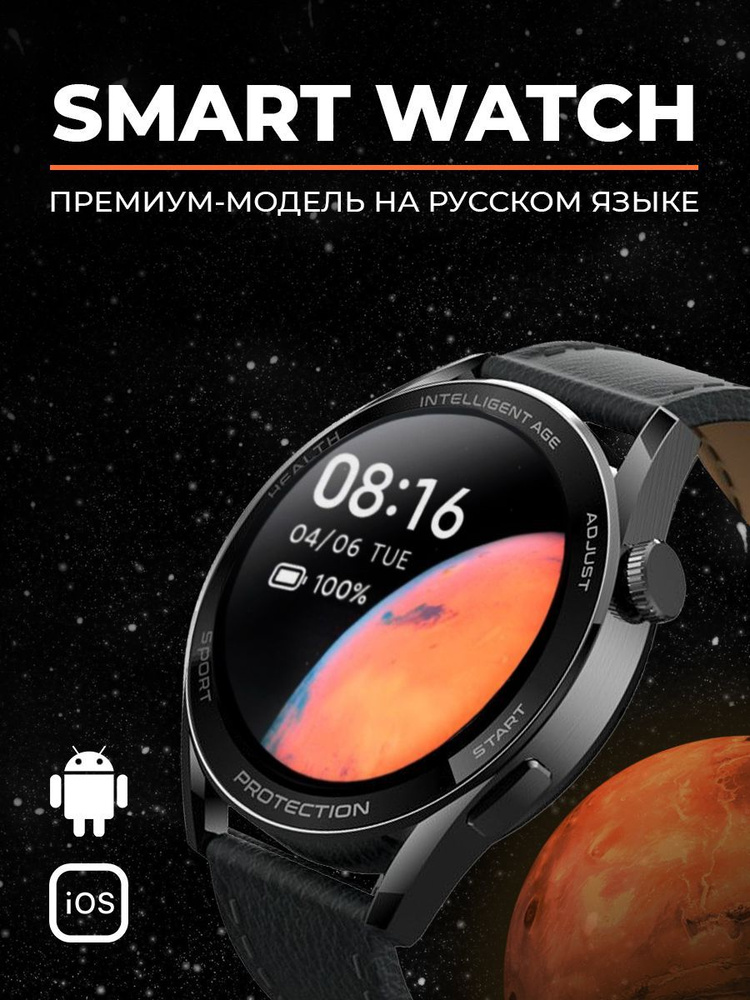 SMART WATCH
ПРЕМИУМ-МОДЕЛЬ НА РУССКОМ ЯЗЫКЕ
INTELLIGENT AGE
HEALTH
08:16
04/06 TUE
100%
ADJUST
SPORT
START
PROTECTION
iOS